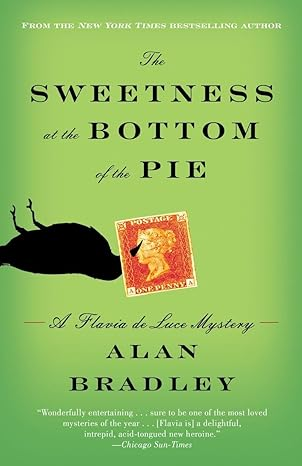 FROM THE NEW YORK TIMES BESTSELLING AUTHOR
The
SWEETNESS
at the BOTTOM
of the PIE
POSTAGE
A A
ONE PENNY
—A Flavia de Luce Mystery—
ALAN
BRADLEY
“Wonderfully entertaining . . . sure to be one of the most loved
mysteries of the year . . . [Flavia is] a delightful,
intrepid, acid-tongued new heroine.”
—Chicago Sun-Times